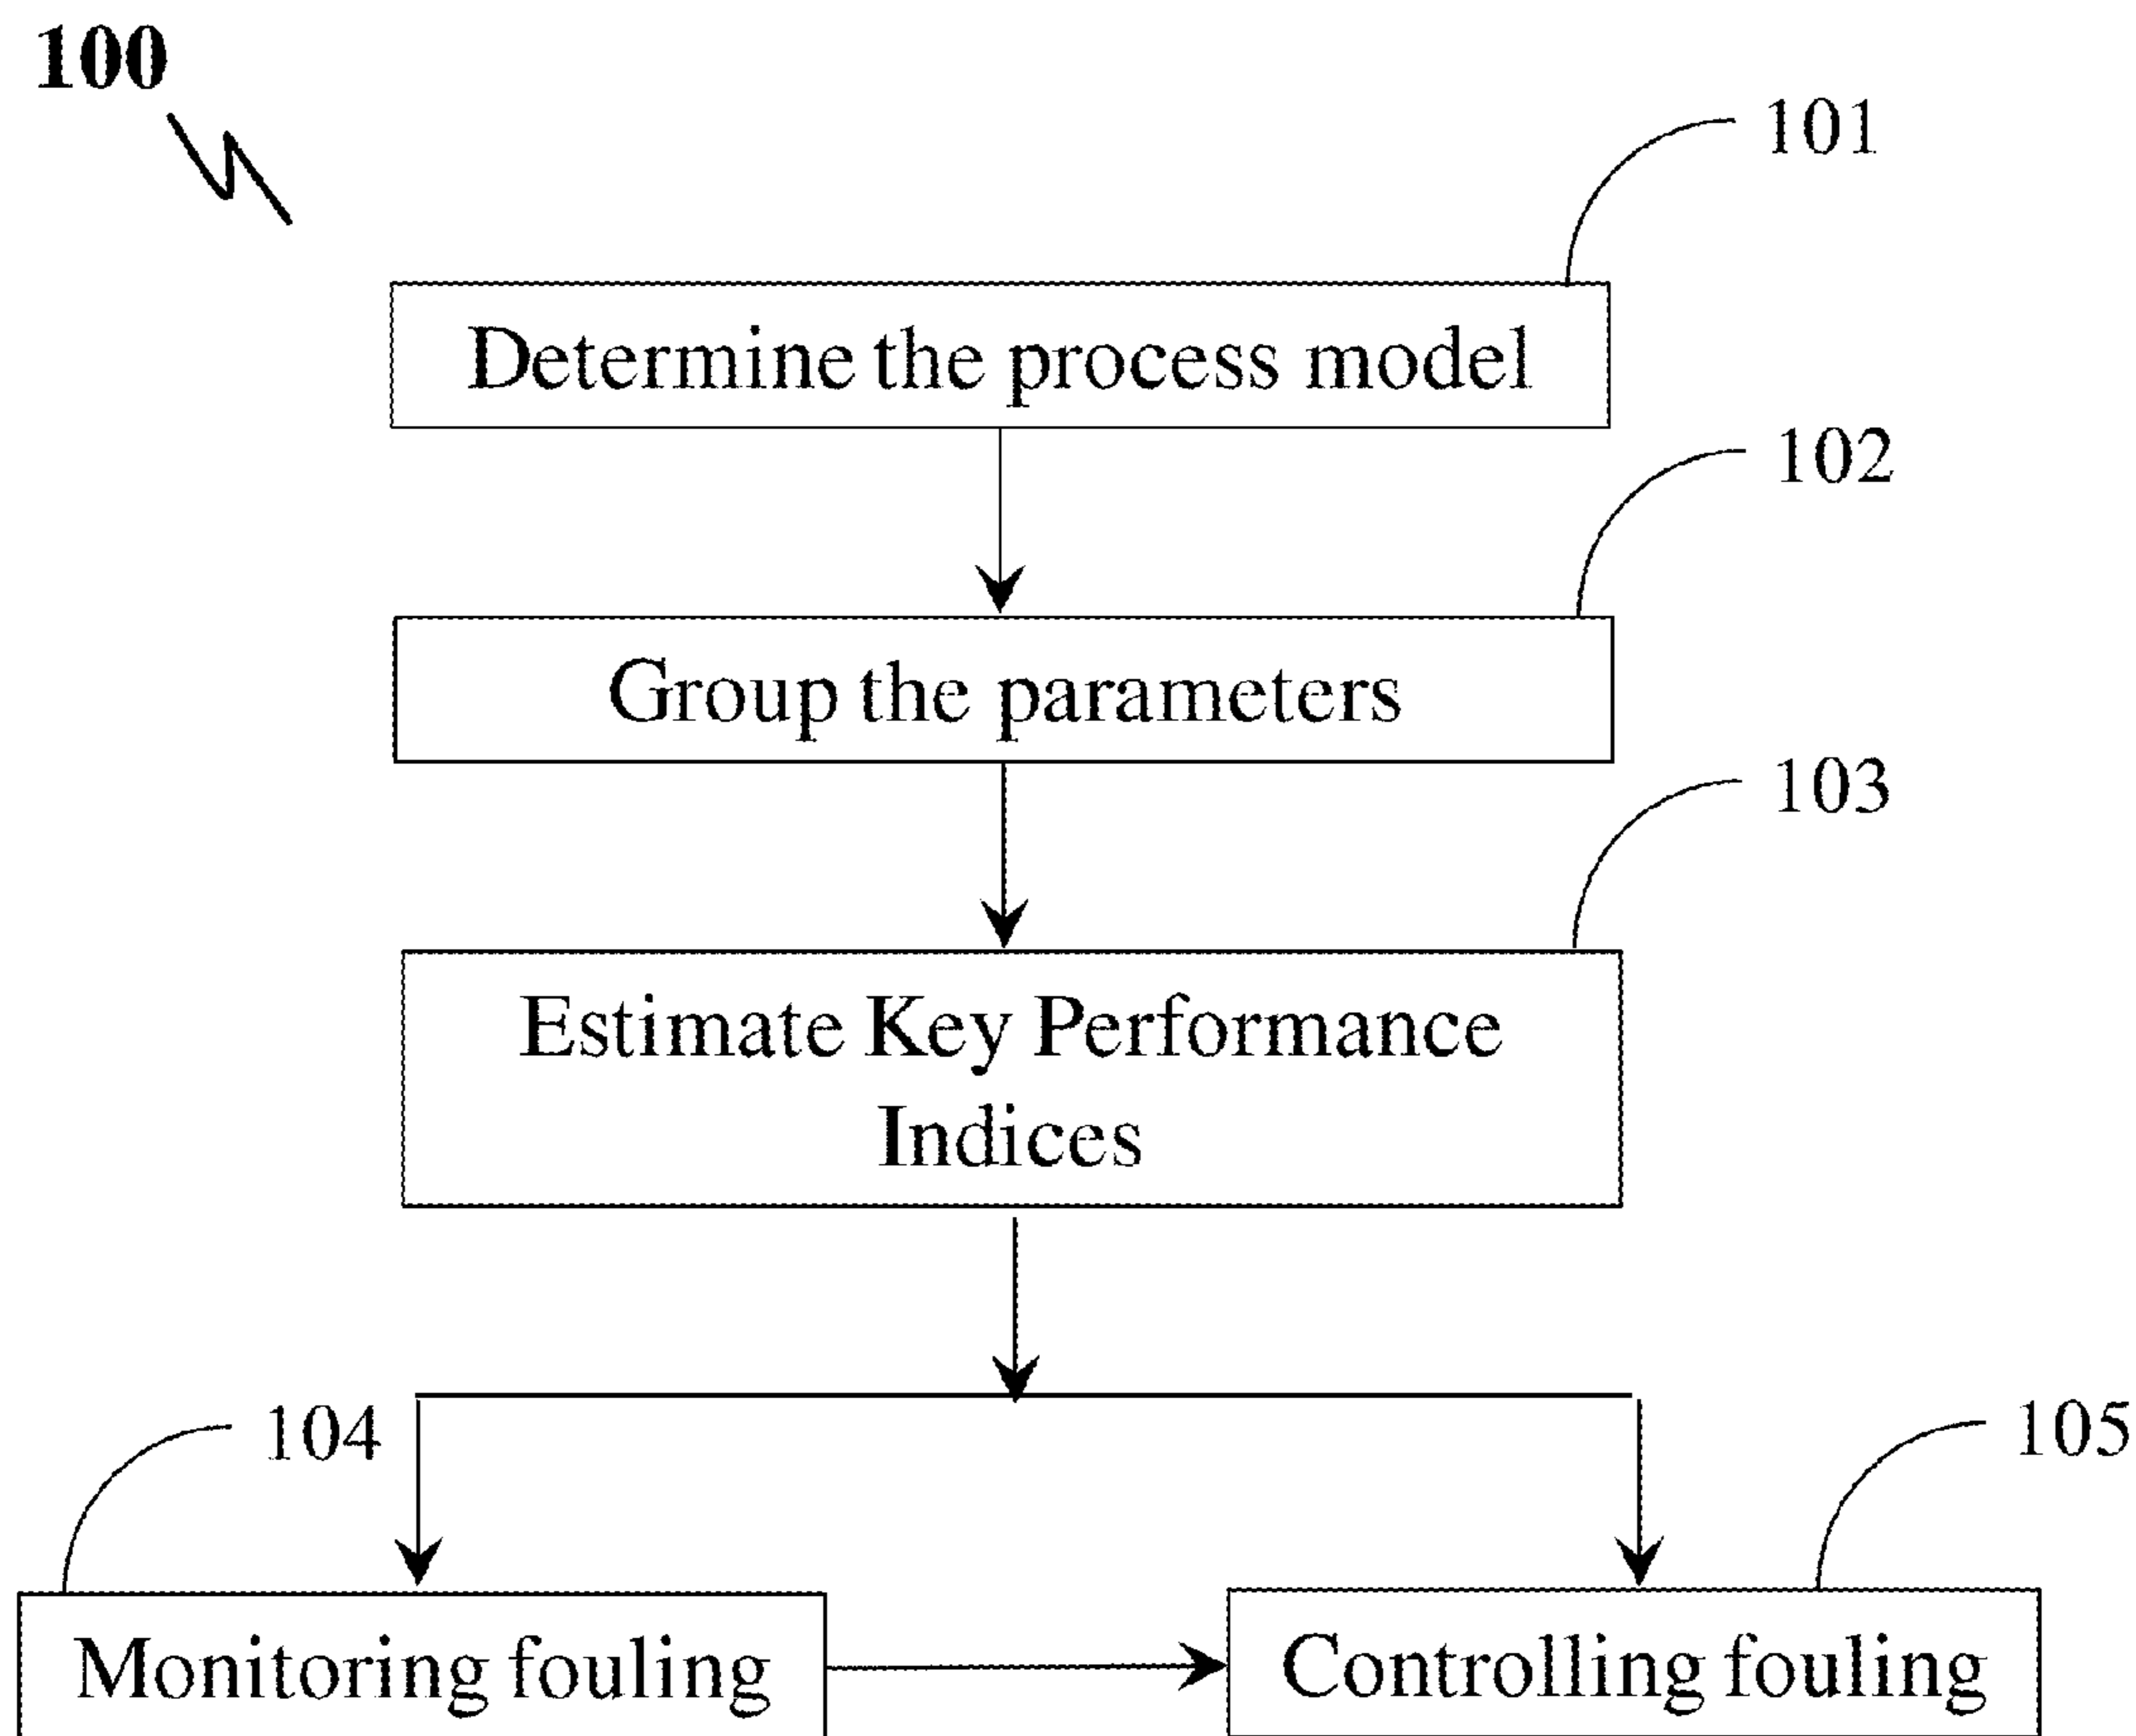 100
101
Determine the process model
102
Group the parameters
103
Estimate Key Performance
Indices
104
105
Monitoring fouling
Controlling fouling